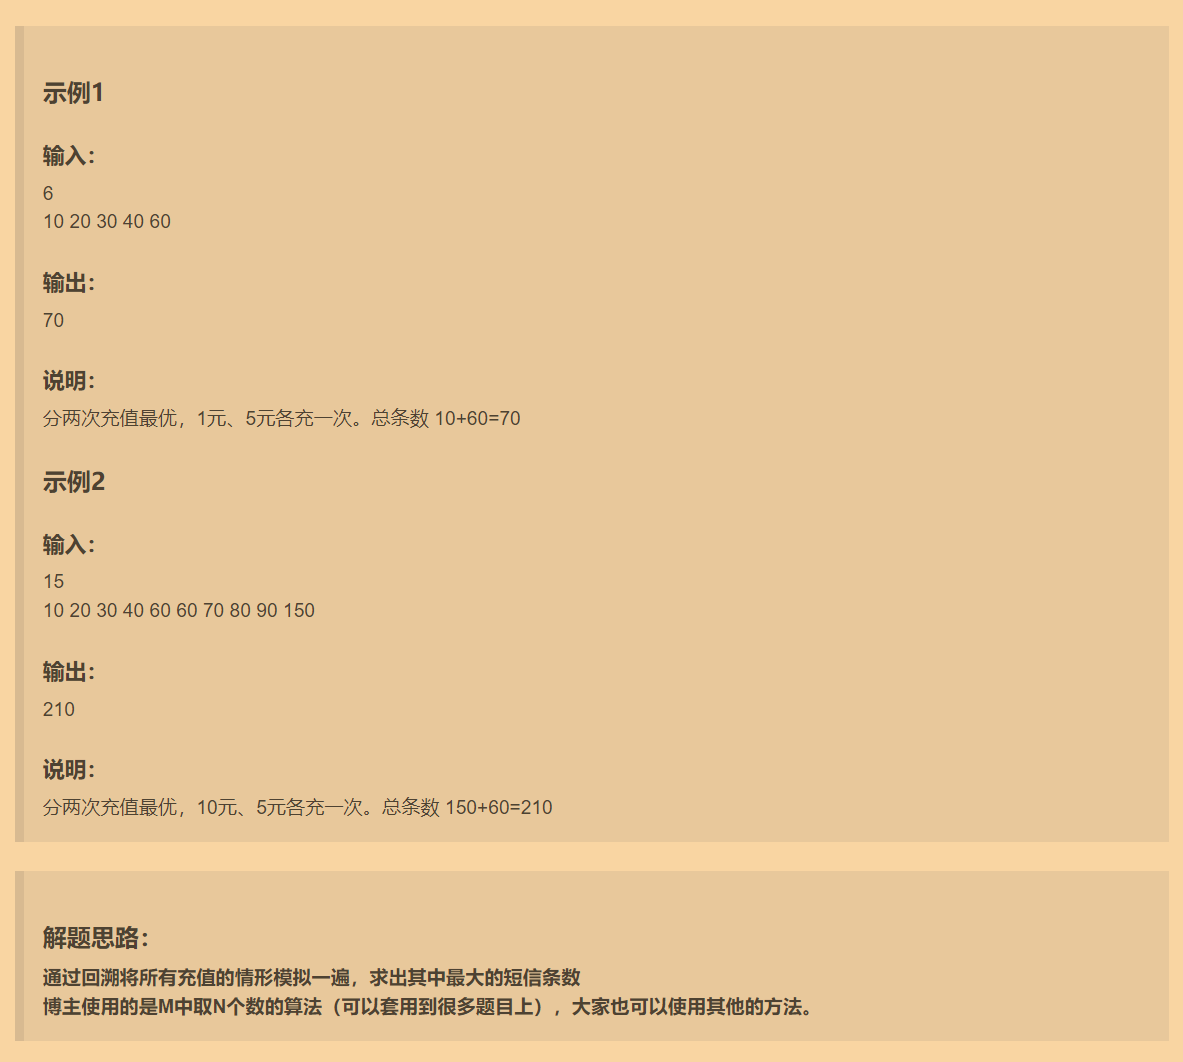 示例1
输入：
6
10 20 30 40 60
输出：
70
说明：
分两次充值最优，1元、5元各充一次。总条数 10+60=70
示例2
输入：
15
10 20 30 40 60 60 70 80 90 150
输出：
210
说明：
分两次充值最优，10元、5元各充一次。总条数 150+60=210
解题思路：
通过回溯将所有充值的情形模拟一遍，求出其中最大的短信条数
博主使用的是M中取N个数的算法（可以套用到很多题目上），大家也可以使用其他的方法。